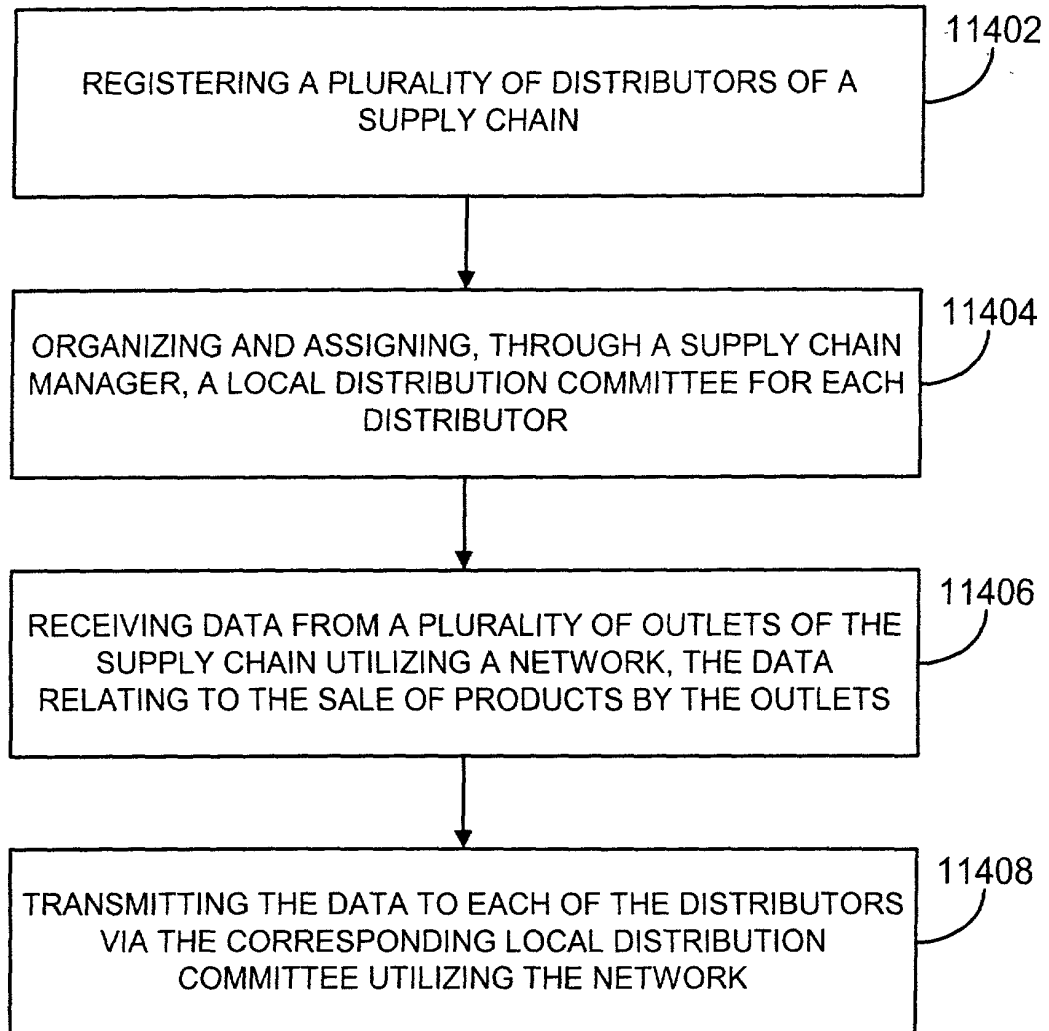 11402
REGISTERING A PLURALITY OF DISTRIBUTORS OF A
SUPPLY CHAIN
11404
ORGANIZING AND ASSIGNING, THROUGH A SUPPLY CHAIN
MANAGER, A LOCAL DISTRIBUTION COMMITTEE FOR EACH
DISTRIBUTOR
11406
RECEIVING DATA FROM A PLURALITY OF OUTLETS OF THE
SUPPLY CHAIN UTILIZING A NETWORK, THE DATA
RELATING TO THE SALE OF PRODUCTS BY THE OUTLETS
11408
TRANSMITTING THE DATA TO EACH OF THE DISTRIBUTORS
VIA THE CORRESPONDING LOCAL DISTRIBUTION
COMMITTEE UTILIZING THE NETWORK